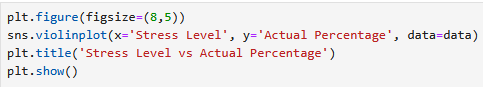 plt.figure(figsize=(8,5))
sns.violinplot(x='Stress Level', y='Actual Percentage', data=data)
plt.title('Stress Level vs Actual Percentage')
plt.show()